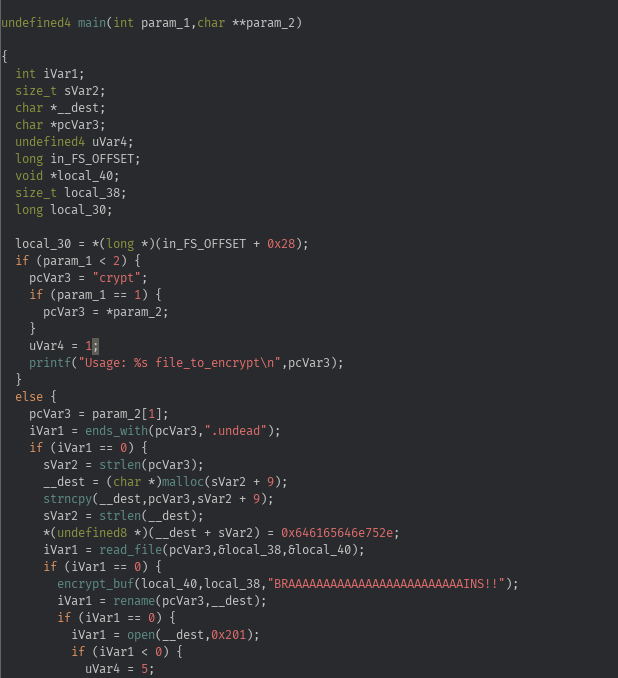 undefined4 main(int param_1,char **param_2)
{
int iVar1;
size_t sVar2;
char *__dest;
char *pcVar3;
undefined4 uVar4;
long in_FS_OFFSET;
void *local_40;
size_t local_38;
long local_30;
local_30 = *(long *)(in_FS_OFFSET + 0x28);
if (param_1 < 2) {
pcVar3 = "crypt";
if (param_1 == 1) {
pcVar3 = *param_2;
}
uVar4 = 1;
printf("Usage: %s file_to_encrypt\n",pcVar3);
}
else {
pcVar3 = param_2[1];
iVar1 = ends_with(pcVar3,".undead");
if (iVar1 == 0) {
sVar2 = strlen(pcVar3);
__dest = (char *)malloc(sVar2 + 9);
strncpy(__dest,pcVar3,sVar2 + 9);
sVar2 = strlen(__dest);
*(undefined8 *)(__dest + sVar2) = 0x646165646e752e;
iVar1 = read_file(pcVar3,&local_38,&local_40);
if (iVar1 == 0) {
encrypt_buf(local_40,local_38,"BRAAAAAAAAAAAAAAAAAAAAAAAAAINS!!");
iVar1 = rename(pcVar3,__dest);
if (iVar1 == 0) {
iVar1 = open(__dest,0x201);
if (iVar1 < 0) {
uVar4 = 5;